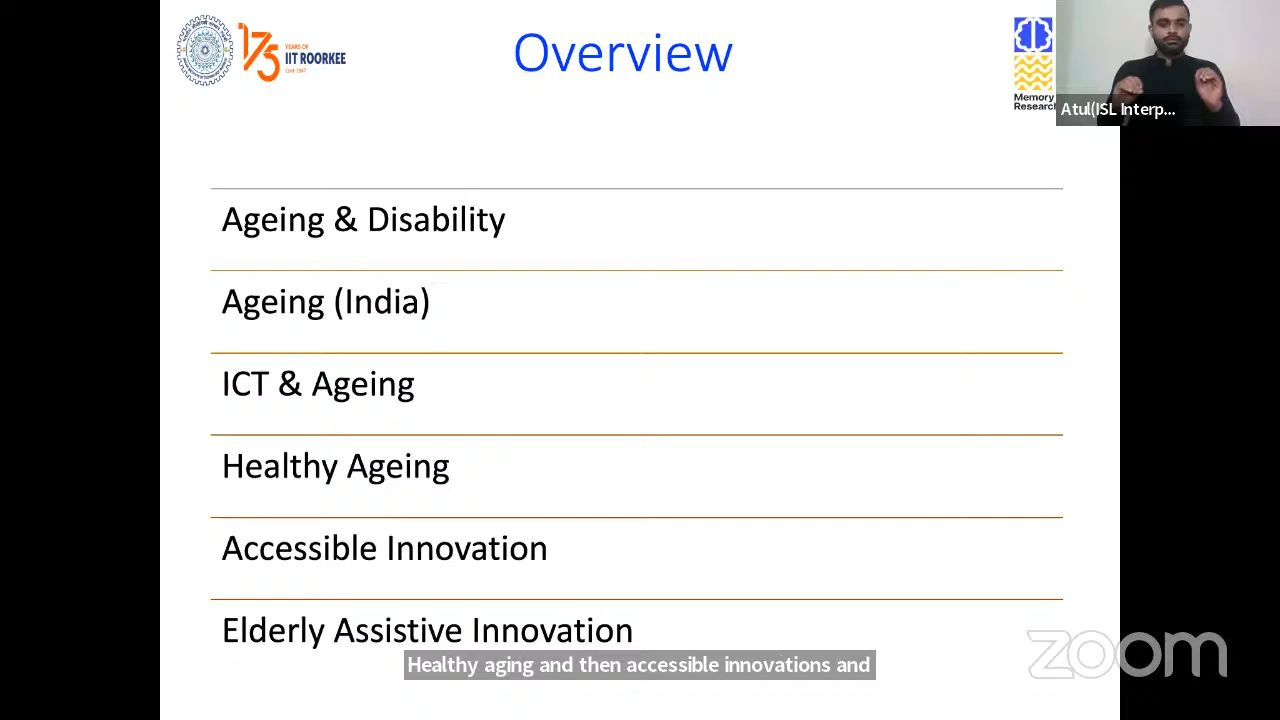 175
YEARS OF
IIT ROORKEE
Overview
Memory
Research
Atul(ISL Interp...
Ageing & Disability
Ageing (India)
ICT & Ageing
Healthy Ageing
Accessible Innovation
Elderly Assistive Innovation
Healthy aging and then accessible innovations and
zoom